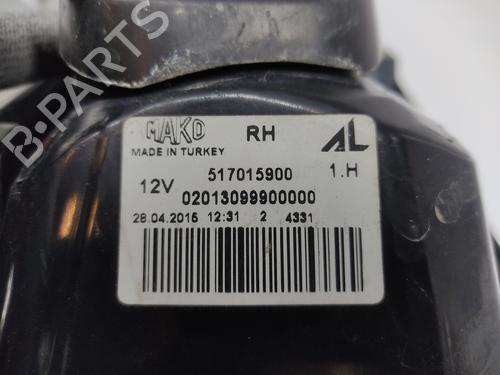 B-PARTS
MAKO RH AL
MADE IN TURKEY
517015900 1.H
12V
02013099900000
28.04.2015 12:31 2 4331